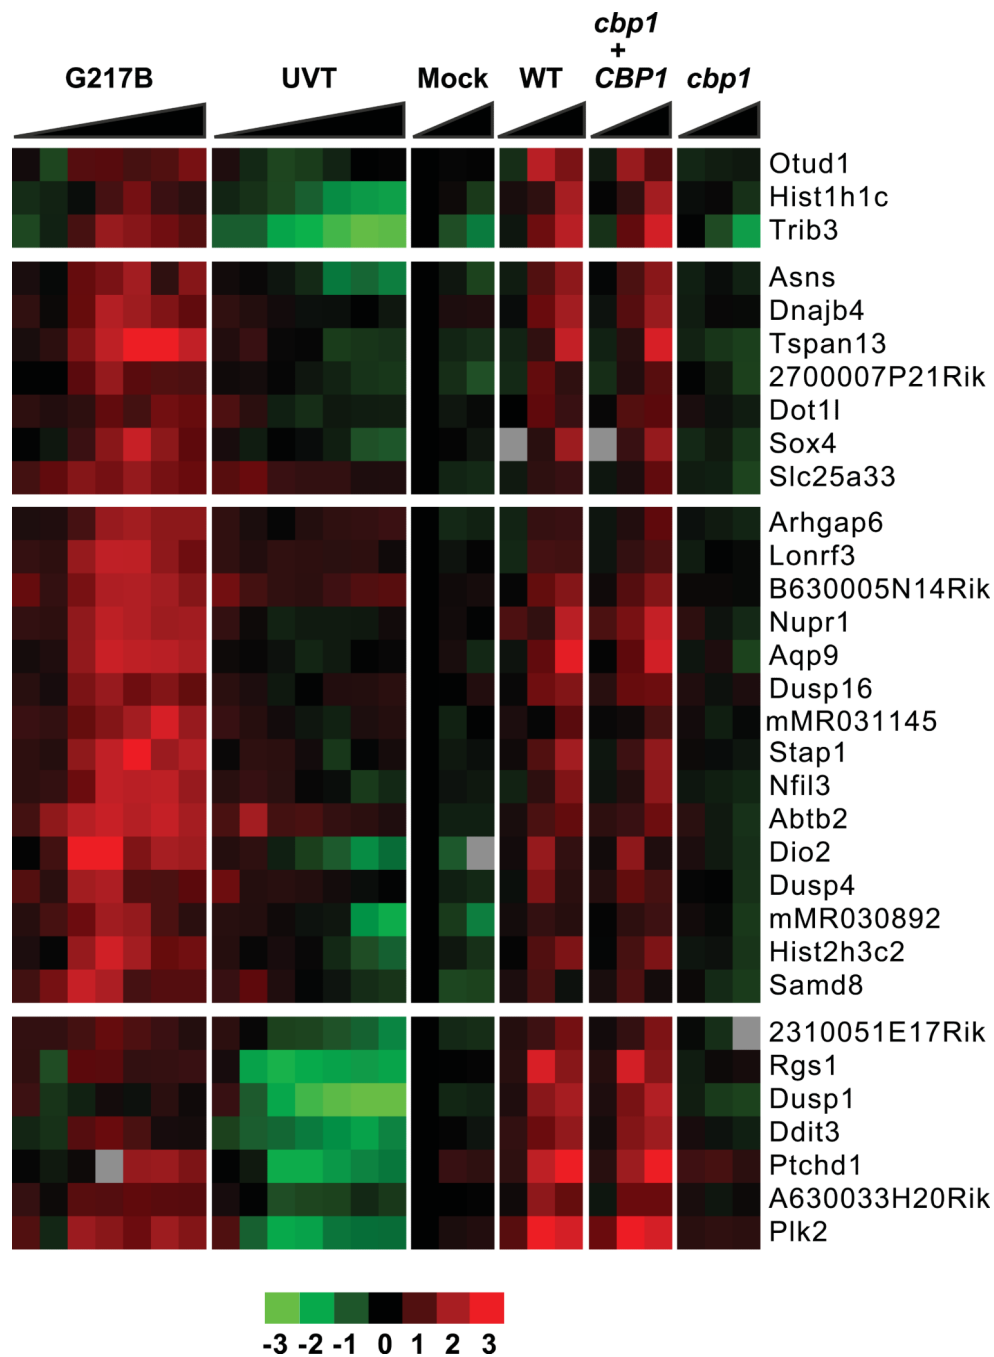 cbp1
+
G217B UVT Mock WT CBP1 cbp1
Otud1
Hist1h1c
Trib3
Asns
Dnajb4
Tspan13
2700007P21Rik
Dot1l
Sox4
Slc25a33
Arhgap6
Lonrf3
B630005N14Rik
Nupr1
Aqp9
Dusp16
mMR031145
Stap1
Nfil3
Abtb2
Dio2
Dusp4
mMR030892
Hist2h3c2
Samd8
2310051E17Rik
Rgs1
Dusp1
Ddit3
Ptchd1
A630033H20Rik
Plk2
-3 -2 -1 0 1 2 3